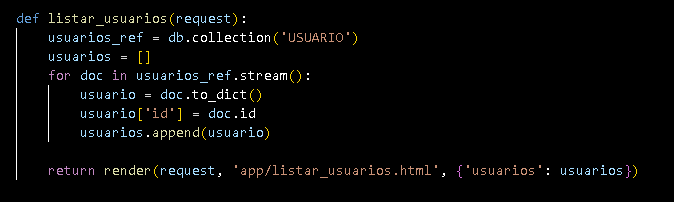 def listar_usuarios(request):
    usuarios_ref = db.collection('USUARIO')
    usuarios = []
    for doc in usuarios_ref.stream():
        usuario = doc.to_dict()
        usuario['id'] = doc.id
        usuarios.append(usuario)
    return render(request, 'app/listar_usuarios.html', {'usuarios': usuarios})